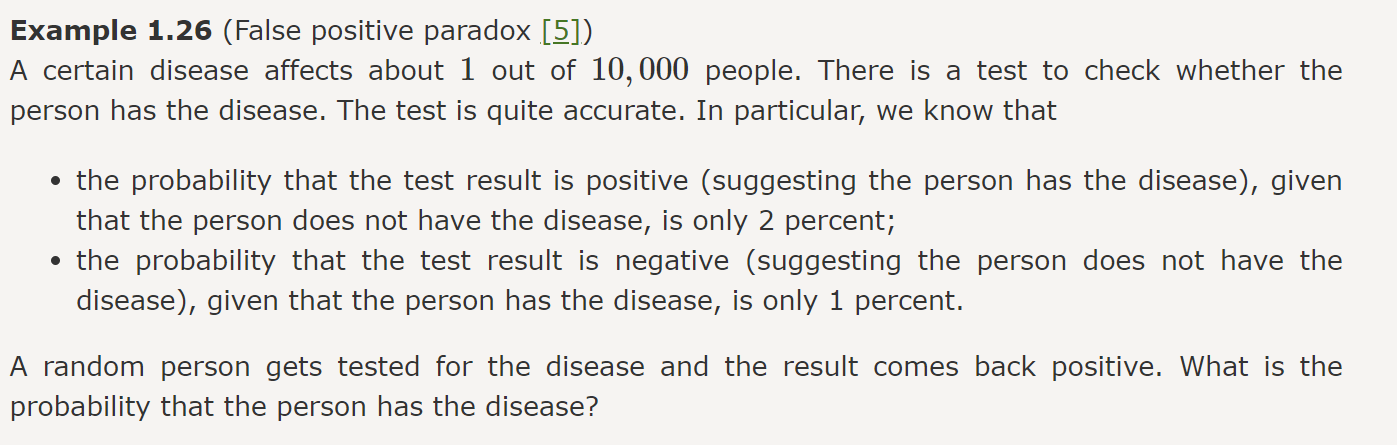 Example 1.26 (False positive paradox [5])
A certain disease affects about 1 out of 10,000 people. There is a test to check whether the
person has the disease. The test is quite accurate. In particular, we know that
• the probability that the test result is positive (suggesting the person has the disease), given
that the person does not have the disease, is only 2 percent;
• the probability that the test result is negative (suggesting the person does not have the
disease), given that the person has the disease, is only 1 percent.
A random person gets tested for the disease and the result comes back positive. What is the
probability that the person has the disease?